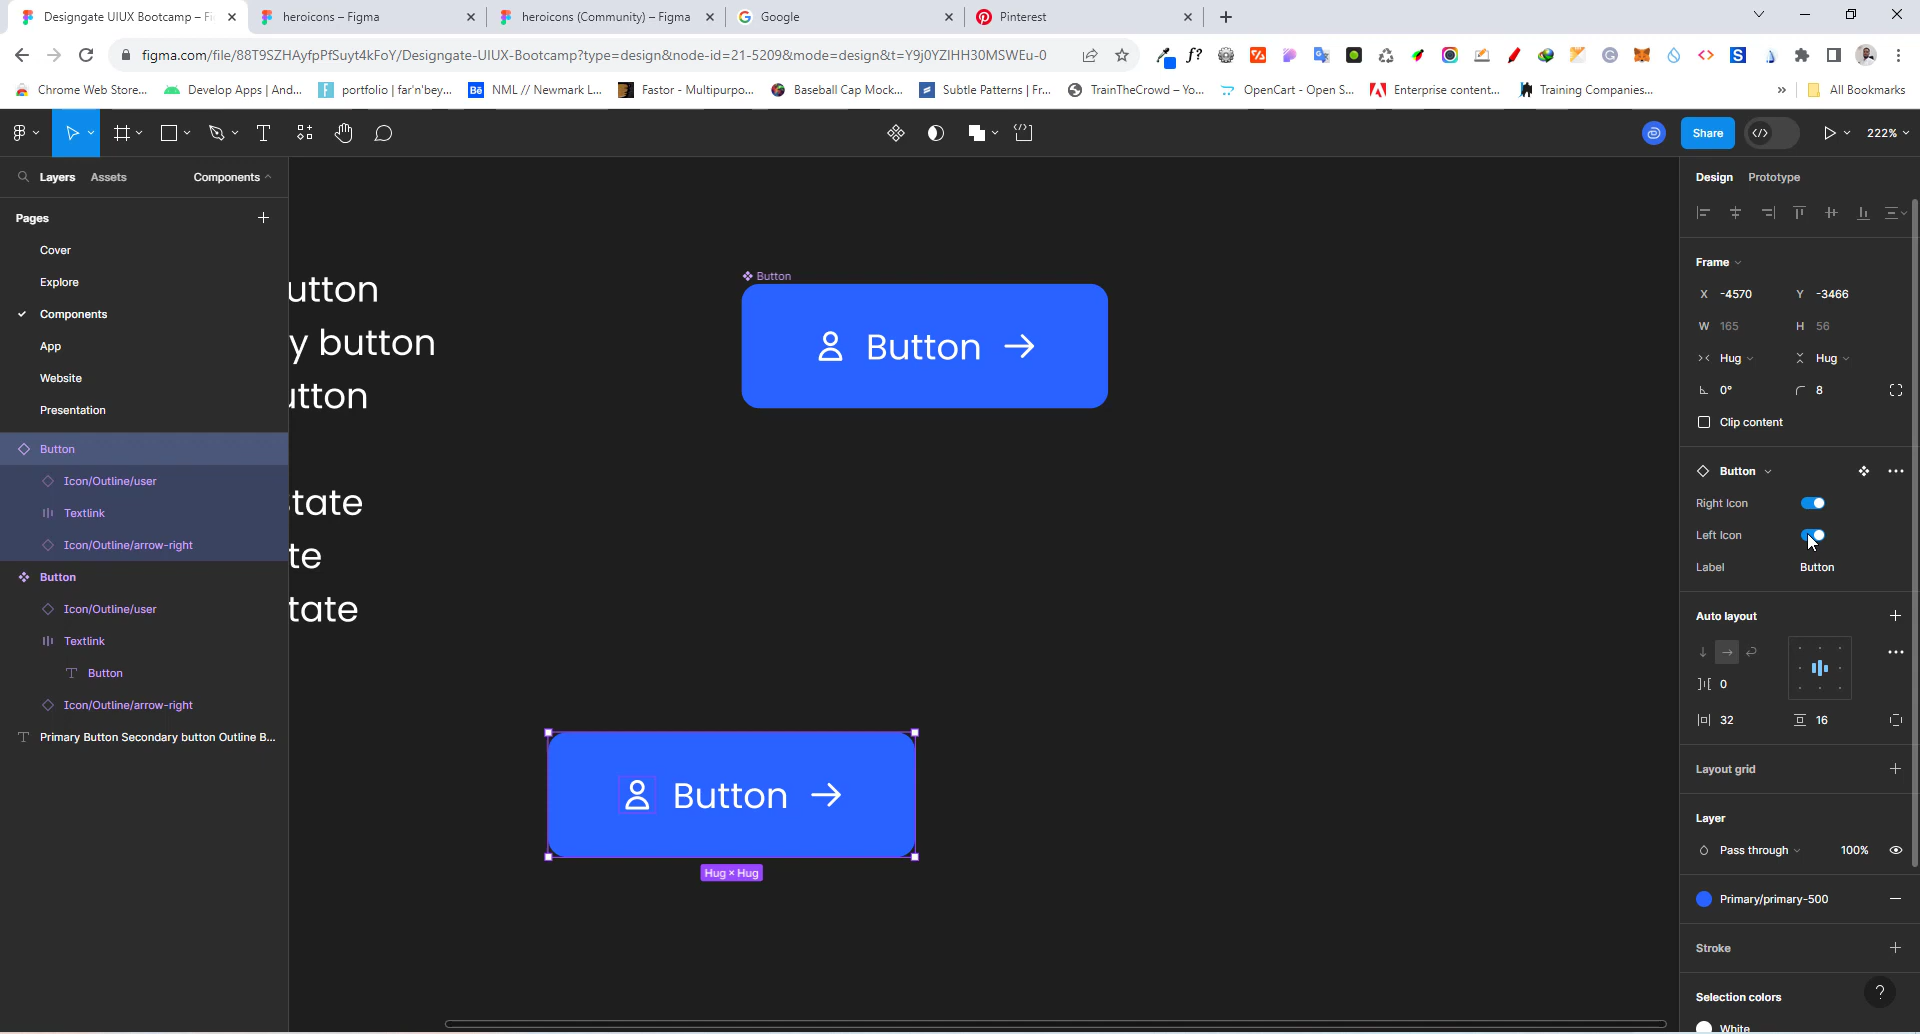 Designgate UIUX Bootcamp – Fi
heroicons – Figma
heroicons (Community) – Figma
Google
Pinterest
figma.com/file/88T9SZHAyfpPfSuyt4kFoY/Designgate-UIUX-Bootcamp?type=design&node-id=21-5209&mode=design&t=Y9j0YZIHH30MSWEu-0
Chrome Web Store...
Develop Apps | And...
portfolio | far'n'bey...
NML // Newmark L...
Fastor - Multipurpo...
Baseball Cap Mock...
Subtle Patterns | Fr...
TrainTheCrowd – Yo...
OpenCart - Open S...
Enterprise content...
Training Companies...
»
All Bookmarks
Share
222%
Layers
Assets
Components
Design
Prototype
Pages
Cover
Explore
Components
App
Website
Presentation
Button
Icon/Outline/user
Textlink
Icon/Outline/arrow-right
Button
Icon/Outline/user
Textlink
Button
Icon/Outline/arrow-right
Primary Button Secondary button Outline B...
utton
y button
utton
state
te
tate
Button
Button
Button
Hug × Hug
Frame
X -4570 Y -3466
W 165 H 56
Hug Hug
0° 8
Clip content
Button
Right Icon
Left Icon
Label Button
Auto layout
0
32 16
Layout grid
Layer
Pass through 100%
Primary/primary-500
Stroke
Selection colors
?
White